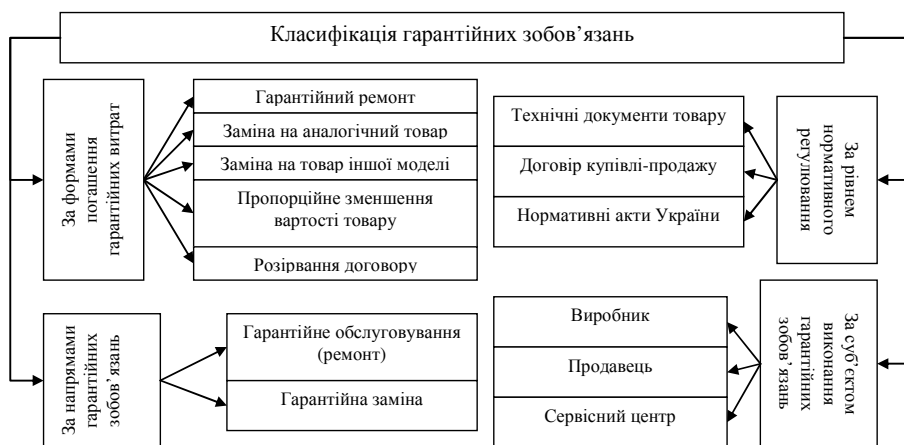 Класифікація гарантійних зобов’язань
За формами
погашення
гарантійних витрат
Гарантійний ремонт
Заміна на аналогічний товар
Заміна на товар іншої моделі
Пропорційне зменшення
вартості товару
Розірвання договору
Технічні документи товару
Договір купівлі-продажу
Нормативні акти України
За рівнем
нормативного
регулювання
За напрямами
гарантійних
зобов’язань
Гарантійне обслуговування
(ремонт)
Гарантійна заміна
Виробник
Продавець
Сервісний центр
За суб’єктом
виконання
гарантійних
зобов’язань